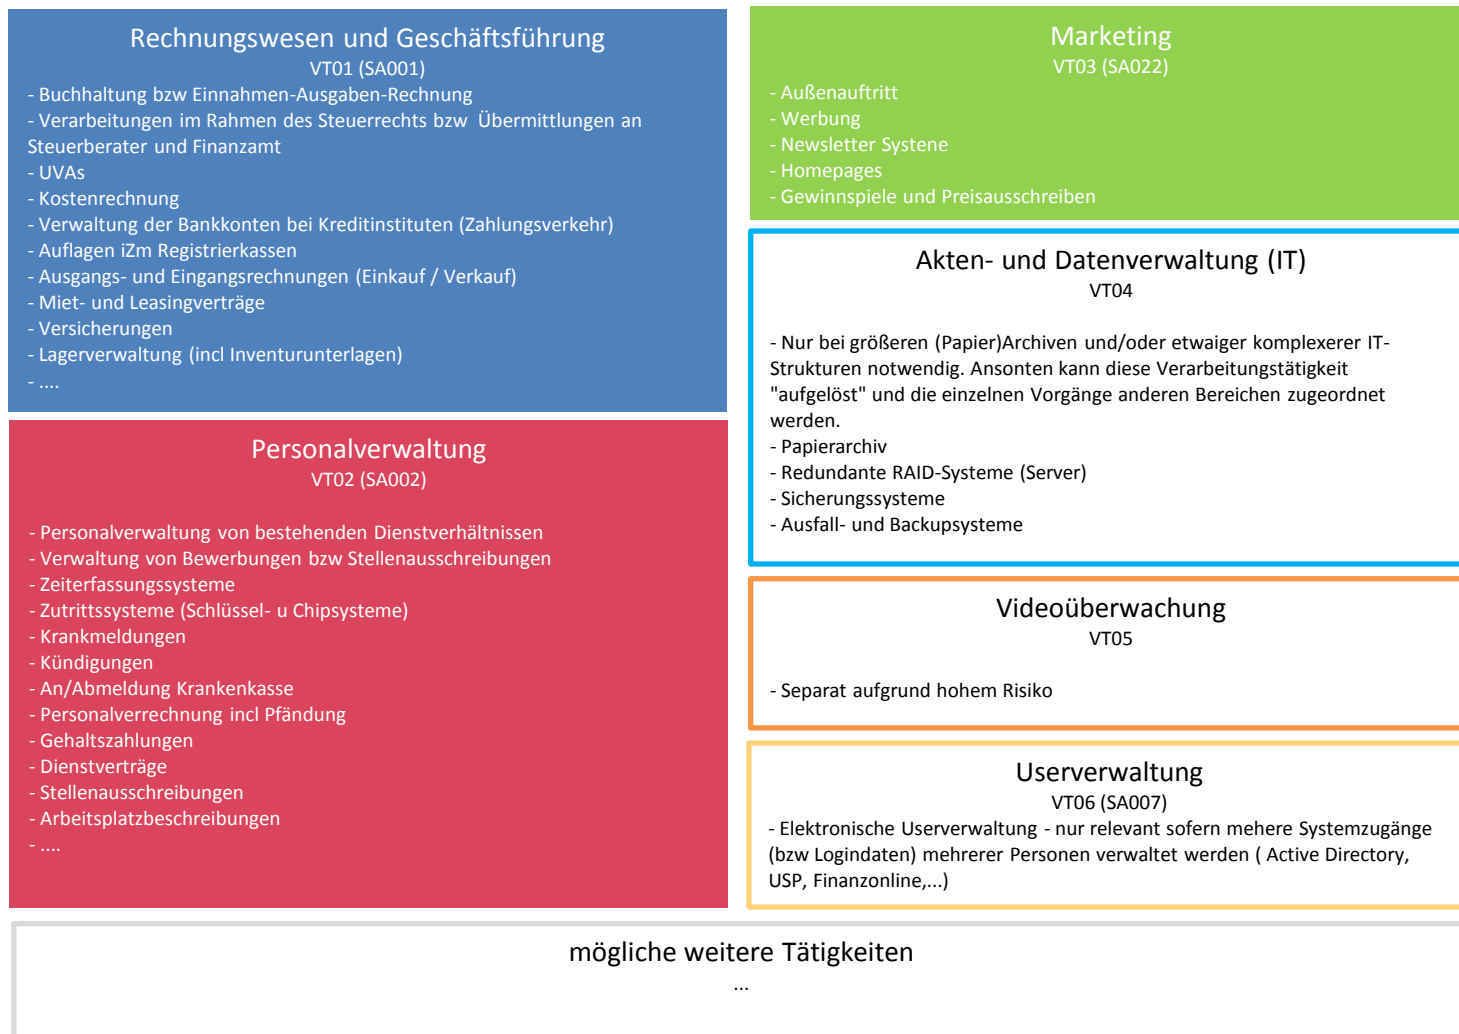 Rechnungswesen und Geschäftsführung
VT01 (SA001)
- Buchhaltung bzw Einnahmen-Ausgaben-Rechnung
- Verarbeitungen im Rahmen des Steuerrechts bzw  Übermittlungen an
Steuerberater und Finanzamt
- UVAs
- Kostenrechnung
- Verwaltung der Bankkonten bei Kreditinstituten (Zahlungsverkehr)
- Auflagen iZm Registrierkassen
- Ausgangs- und Eingangsrechnungen (Einkauf / Verkauf)
- Miet- und Leasingverträge
- Versicherungen
- Lagerverwaltung (incl Inventurunterlagen)
- ....
Personalverwaltung
VT02 (SA002)
- Personalverwaltung von bestehenden Dienstverhältnissen
- Verwaltung von Bewerbungen bzw Stellenausschreibungen
- Zeiterfassungssysteme
- Zutrittssysteme (Schlüssel- u Chipsysteme)
- Krankmeldungen
- Kündigungen
- An/Abmeldung Krankenkasse
- Personalverrechnung incl Pfändung
- Gehaltszahlungen
- Dienstverträge
- Stellenausschreibungen
- Arbeitsplatzbeschreibungen
- ....
Marketing
VT03 (SA022)
- Außenauftritt
- Werbung
- Newsletter Systene
- Homepages
- Gewinnspiele und Preisausschreiben
Akten- und Datenverwaltung (IT)
VT04
- Nur bei größeren (Papier)Archiven und/oder etwaiger komplexerer IT-
Strukturen notwendig. Ansonten kann diese Verarbeitungstätigkeit
"aufgelöst" und die einzelnen Vorgänge anderen Bereichen zugeordnet
werden.
- Papierarchiv
- Redundante RAID-Systeme (Server)
- Sicherungssysteme
- Ausfall- und Backupsysteme
Videoüberwachung
VT05
- Separat aufgrund hohem Risiko
Userverwaltung
VT06 (SA007)
- Elektronische Userverwaltung - nur relevant sofern mehere Systemzugänge
(bzw Logindaten) mehrerer Personen verwaltet werden ( Active Directory,
USP, Finanzonline,...)
mögliche weitere Tätigkeiten
...